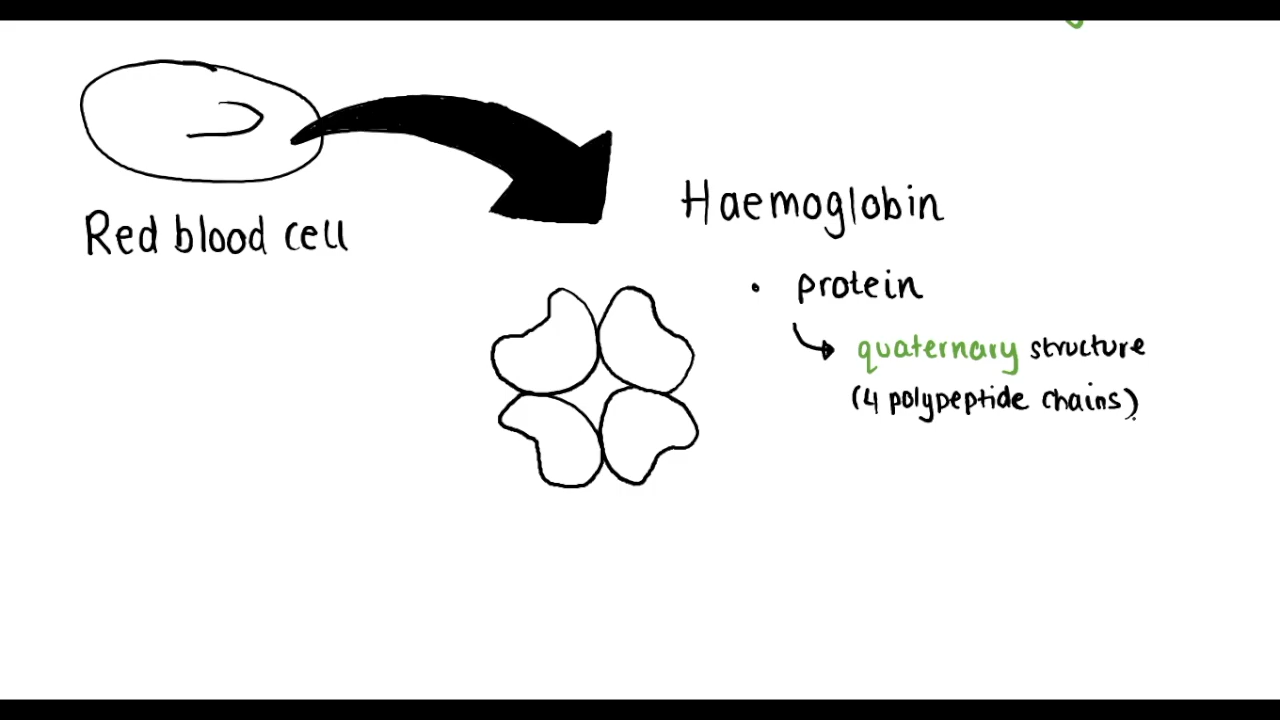 Red blood cell
Haemoglobin
• protein
quaternary structure
(4 polypeptide chains)